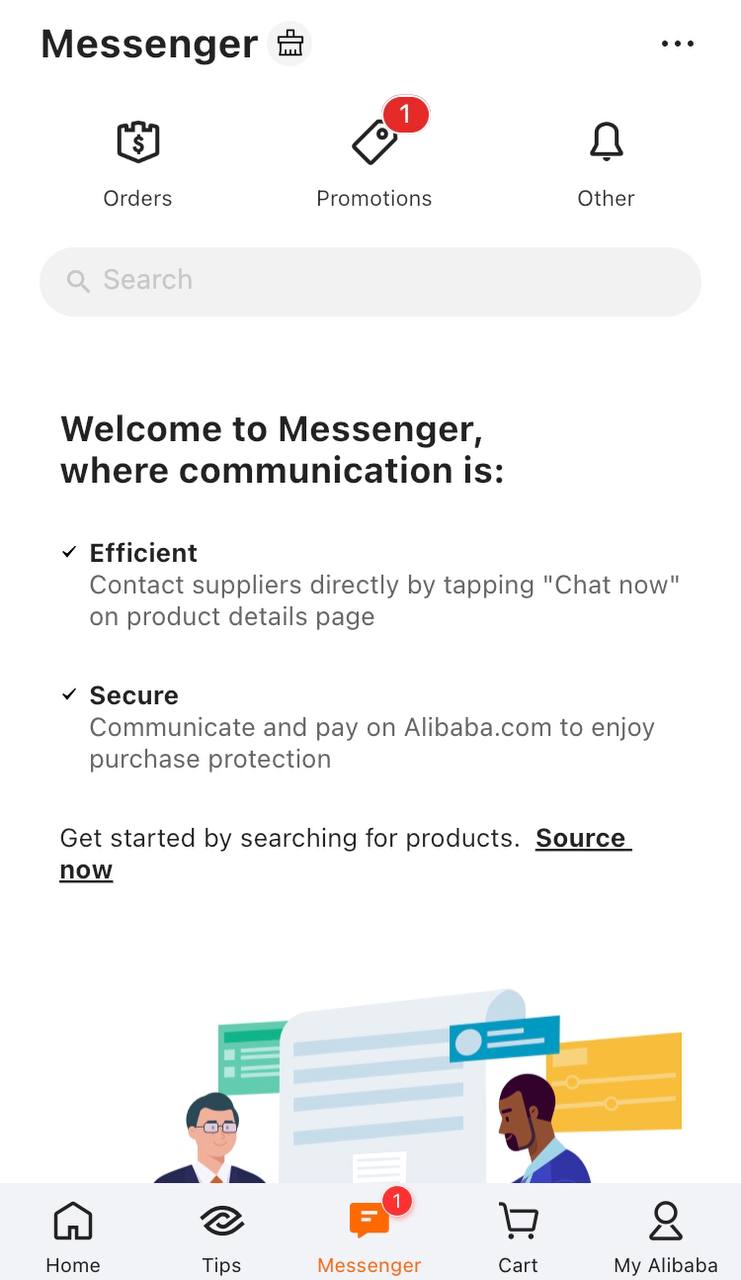 Messenger
1
Orders
Promotions
Other
Search
Welcome to Messenger,
where communication is:
Efficient
Contact suppliers directly by tapping "Chat now"
on product details page
Secure
Communicate and pay on Alibaba.com to enjoy
purchase protection
Get started by searching for products. Source
now
1
Home
Tips
Messenger
Cart
My Alibaba